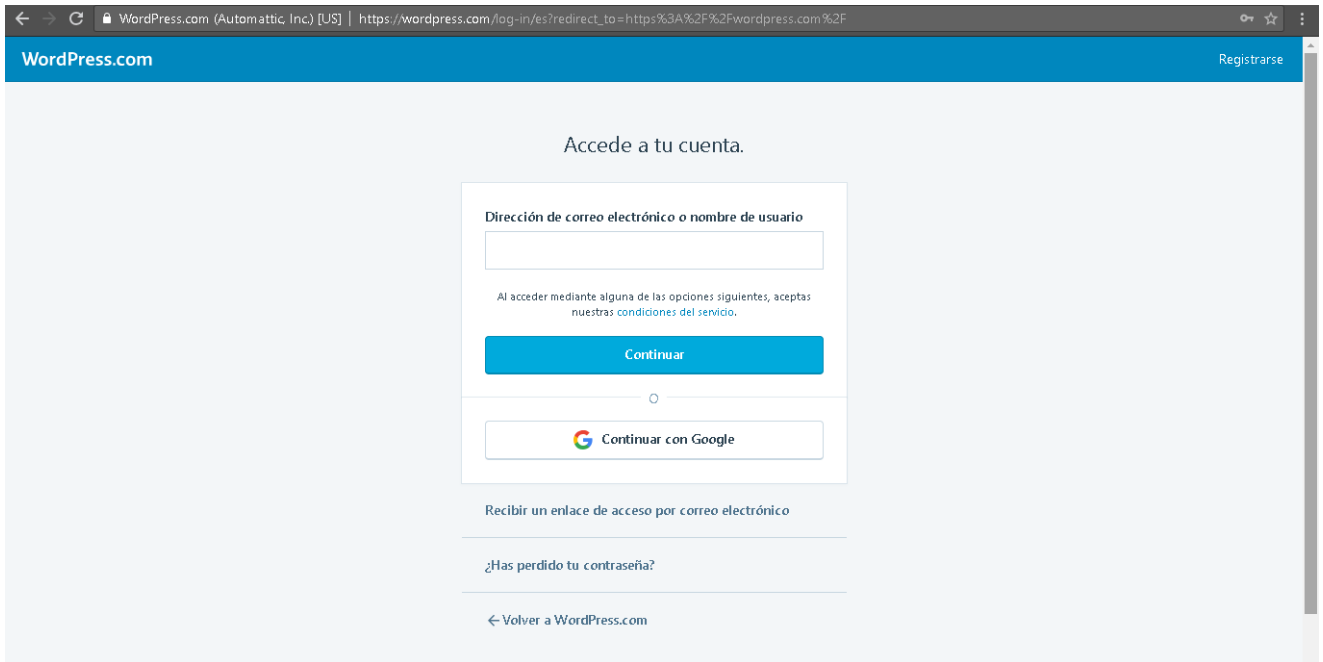 WordPress.com (Automattic, Inc.) [US] | https://wordpress.com/log-in/es?redirect_to=https%3A%2F%2Fwordpress.com%2F
WordPress.com
Registrarse
Accede a tu cuenta.
Dirección de correo electrónico o nombre de usuario
Al acceder mediante alguna de las opciones siguientes, aceptas
nuestras condiciones del servicio.
Continuar
O
Continuar con Google
Recibir un enlace de acceso por correo electrónico
¿Has perdido tu contraseña?
Volver a WordPress.com